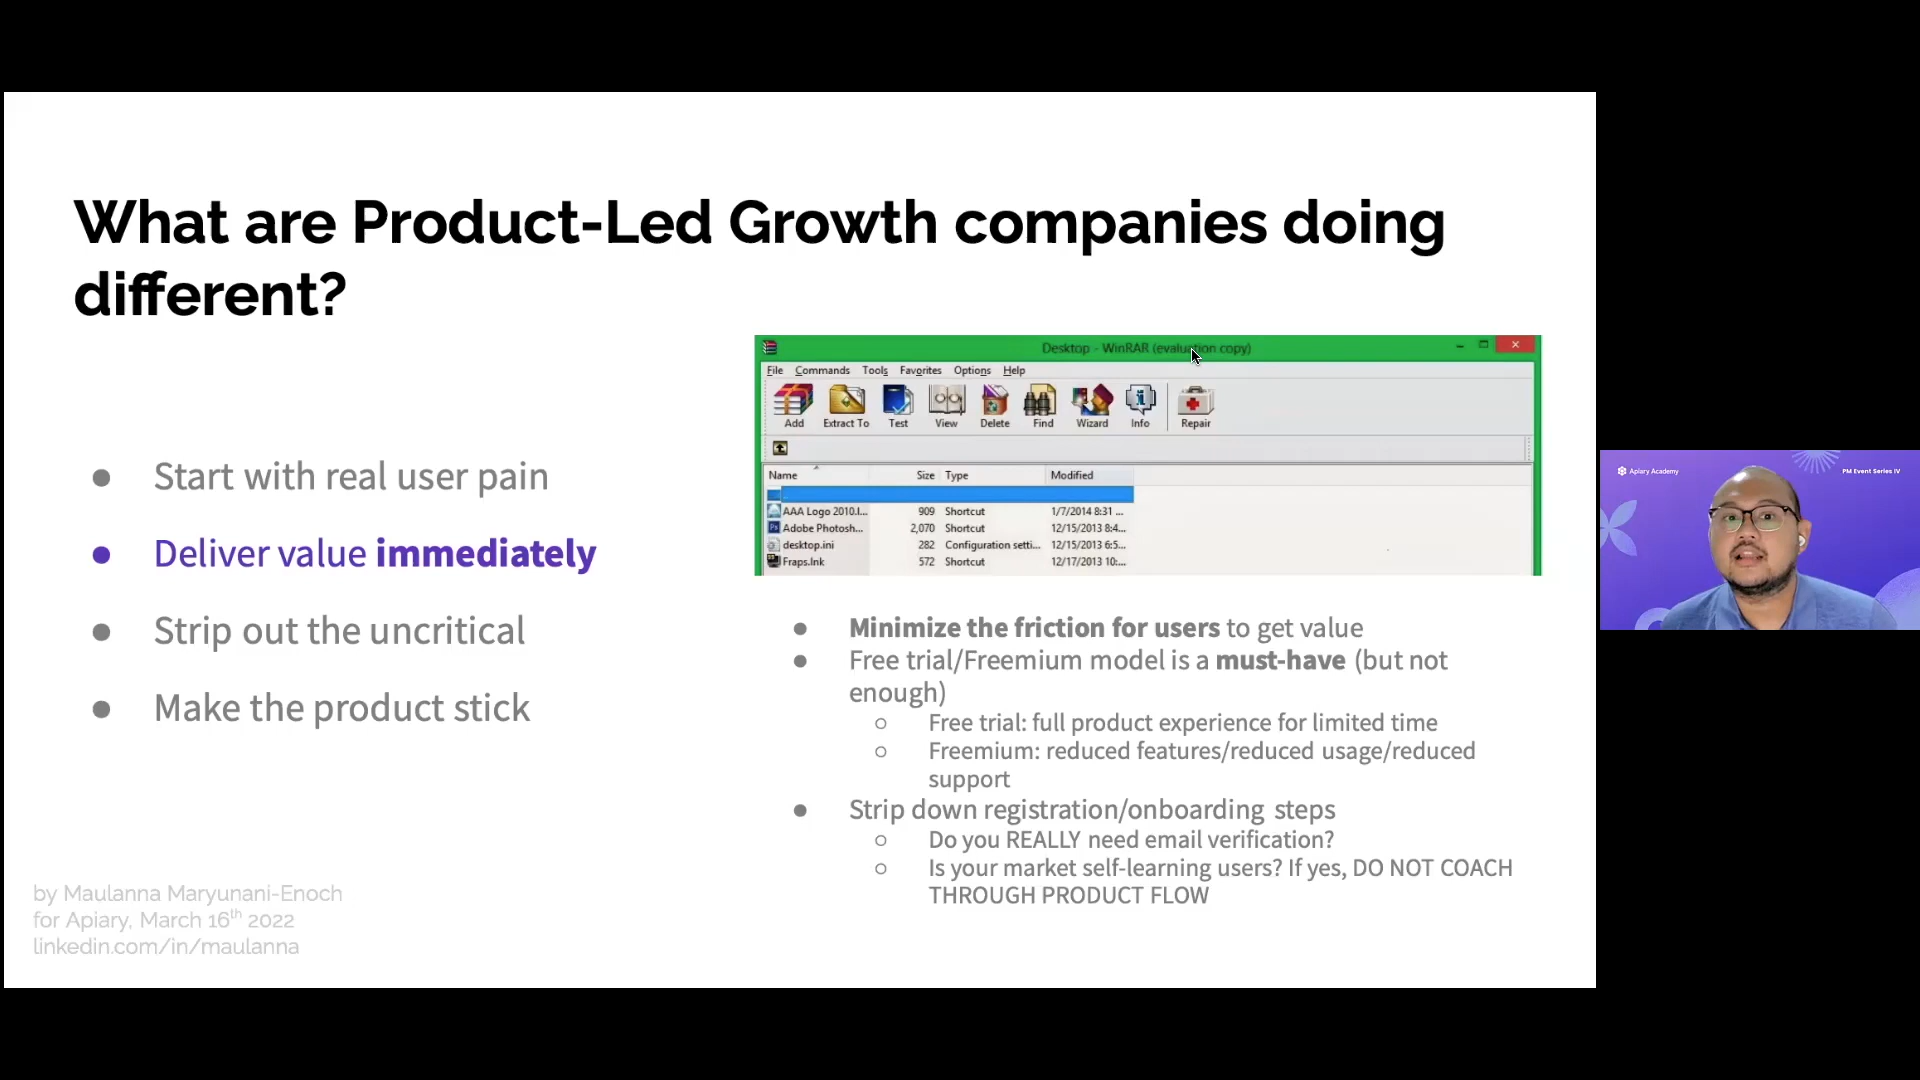 What are Product-Led Growth companies doing
different?
● Start with real user pain
● Deliver value immediately
● Strip out the uncritical
● Make the product stick
by Maulanna Maryunani-Enoch
for Apiary, March 16th 2022
linkedin.com/in/maulanna
Desktop - WinRAR (evaluation copy)
File Commands Tools Favorites Options Help
Add Extract To Test View Delete Find Wizard Info Repair
Name Size Type Modified
..
AAA Logo 2010.l... 909 Shortcut 1/7/2014 8:31 ...
Adobe Photosh... 2,070 Shortcut 12/15/2013 8:4...
desktop.ini 282 Configuration setti... 12/15/2013 6:5...
Fraps.lnk 572 Shortcut 12/17/2013 10:...
● Minimize the friction for users to get value
● Free trial/Freemium model is a must-have (but not
enough)
○ Free trial: full product experience for limited time
○ Freemium: reduced features/reduced usage/reduced
support
● Strip down registration/onboarding steps
○ Do you REALLY need email verification?
○ Is your market self-learning users? If yes, DO NOT COACH
THROUGH PRODUCT FLOW
Apiary Academy
PM Event Series IV